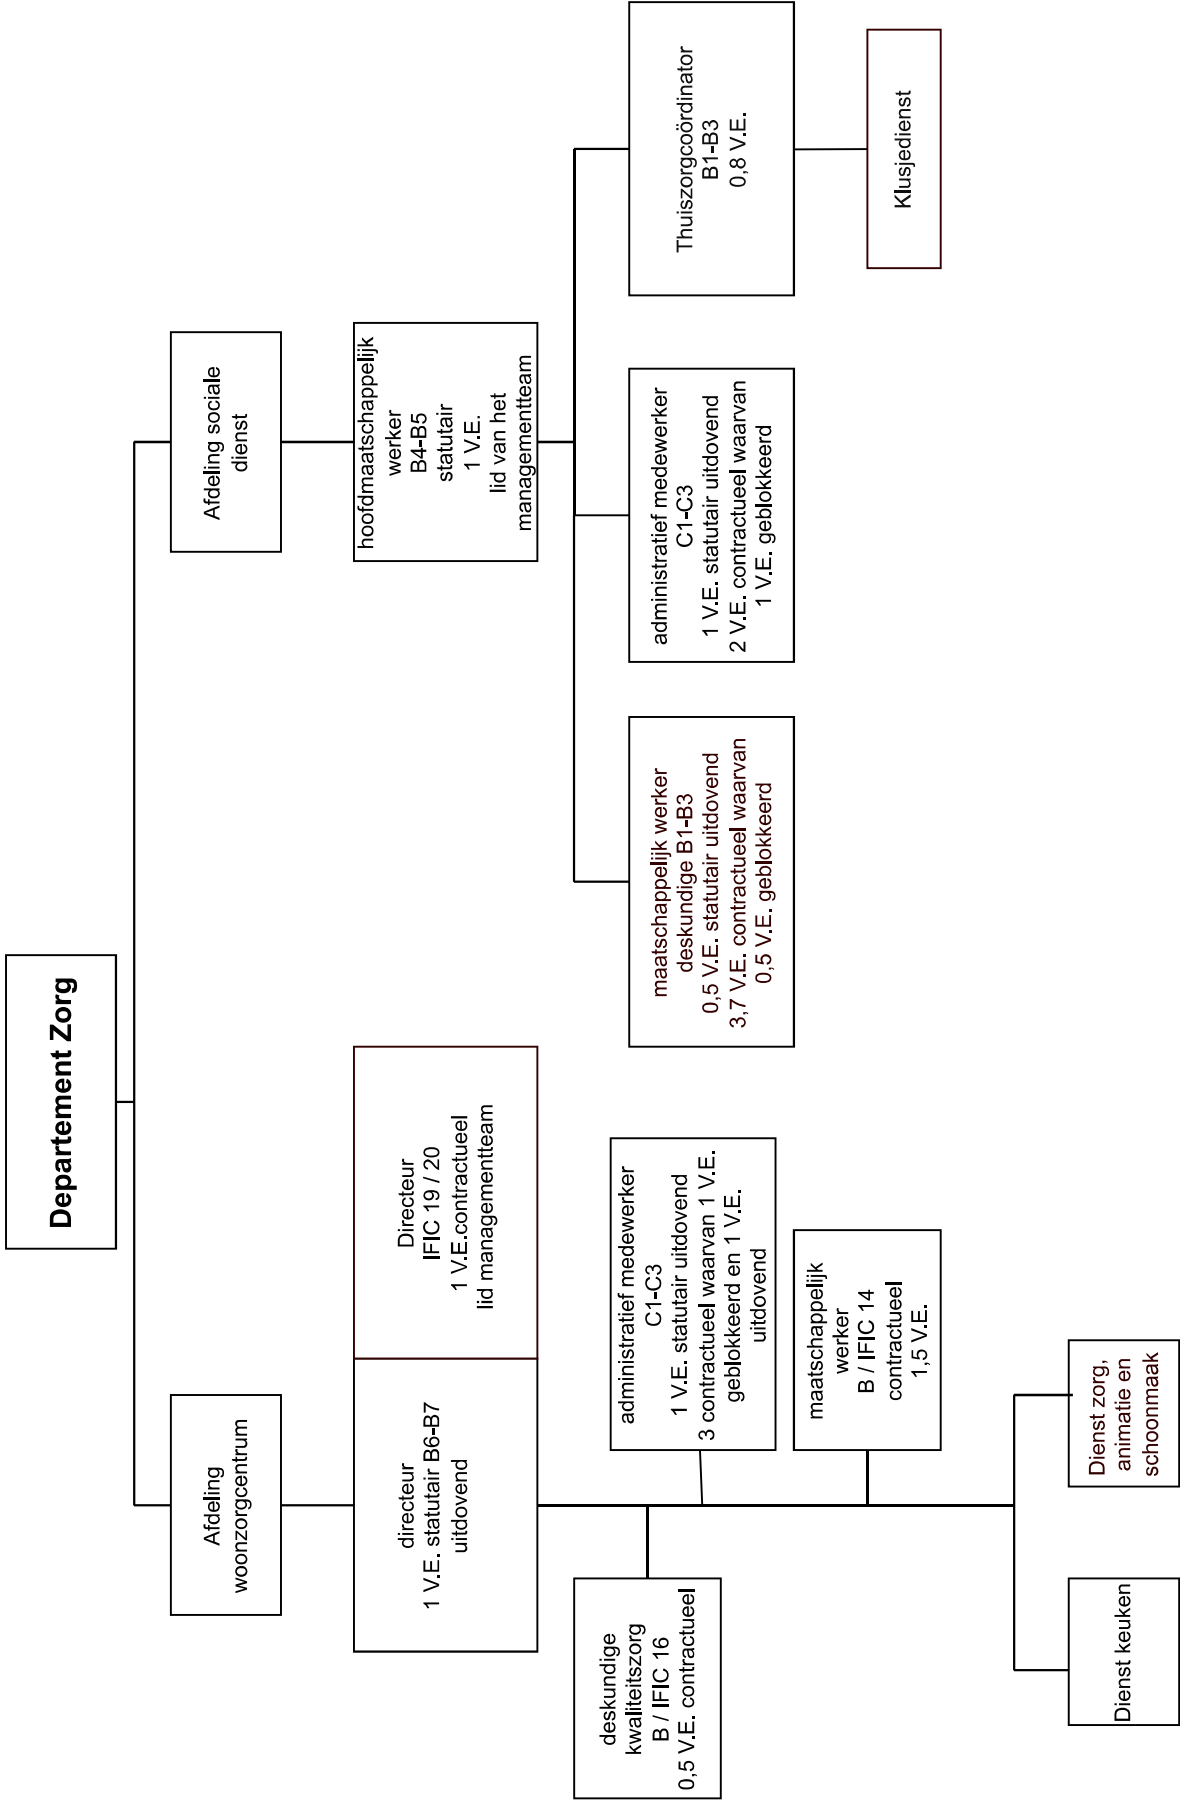 Departement Zorg
Afdeling
woonzorgcentrum
Afdeling sociale
dienst
directeur
1 V.E. statutair B6-B7
uitdovend
Directeur
IFIC 19 / 20
1 V.E.contractueel
lid managementteam
hoofdmaatschappelijk
werker
B4-B5
statutair
1 V.E.
lid van het
managementteam
deskundige
kwaliteitszorg
B / IFIC 16
0,5 V.E. contractueel
administratief medewerker
C1-C3
1 V.E. statutair uitdovend
3 contractueel waarvan 1 V.E.
geblokkeerd en 1 V.E.
uitdovend
maatschappelijk
werker
B / IFIC 14
contractueel
1,5 V.E.
Dienst keuken
Dienst zorg,
animatie en
schoonmaak
maatschappelijk werker
deskundige B1-B3
0,5 V.E. statutair uitdovend
3,7 V.E. contractueel waarvan
0,5 V.E. geblokkeerd
administratief medewerker
C1-C3
1 V.E. statutair uitdovend
2 V.E. contractueel waarvan
1 V.E. geblokkeerd
Thuiszorgcoördinator
B1-B3
0,8 V.E.
Klusjedienst